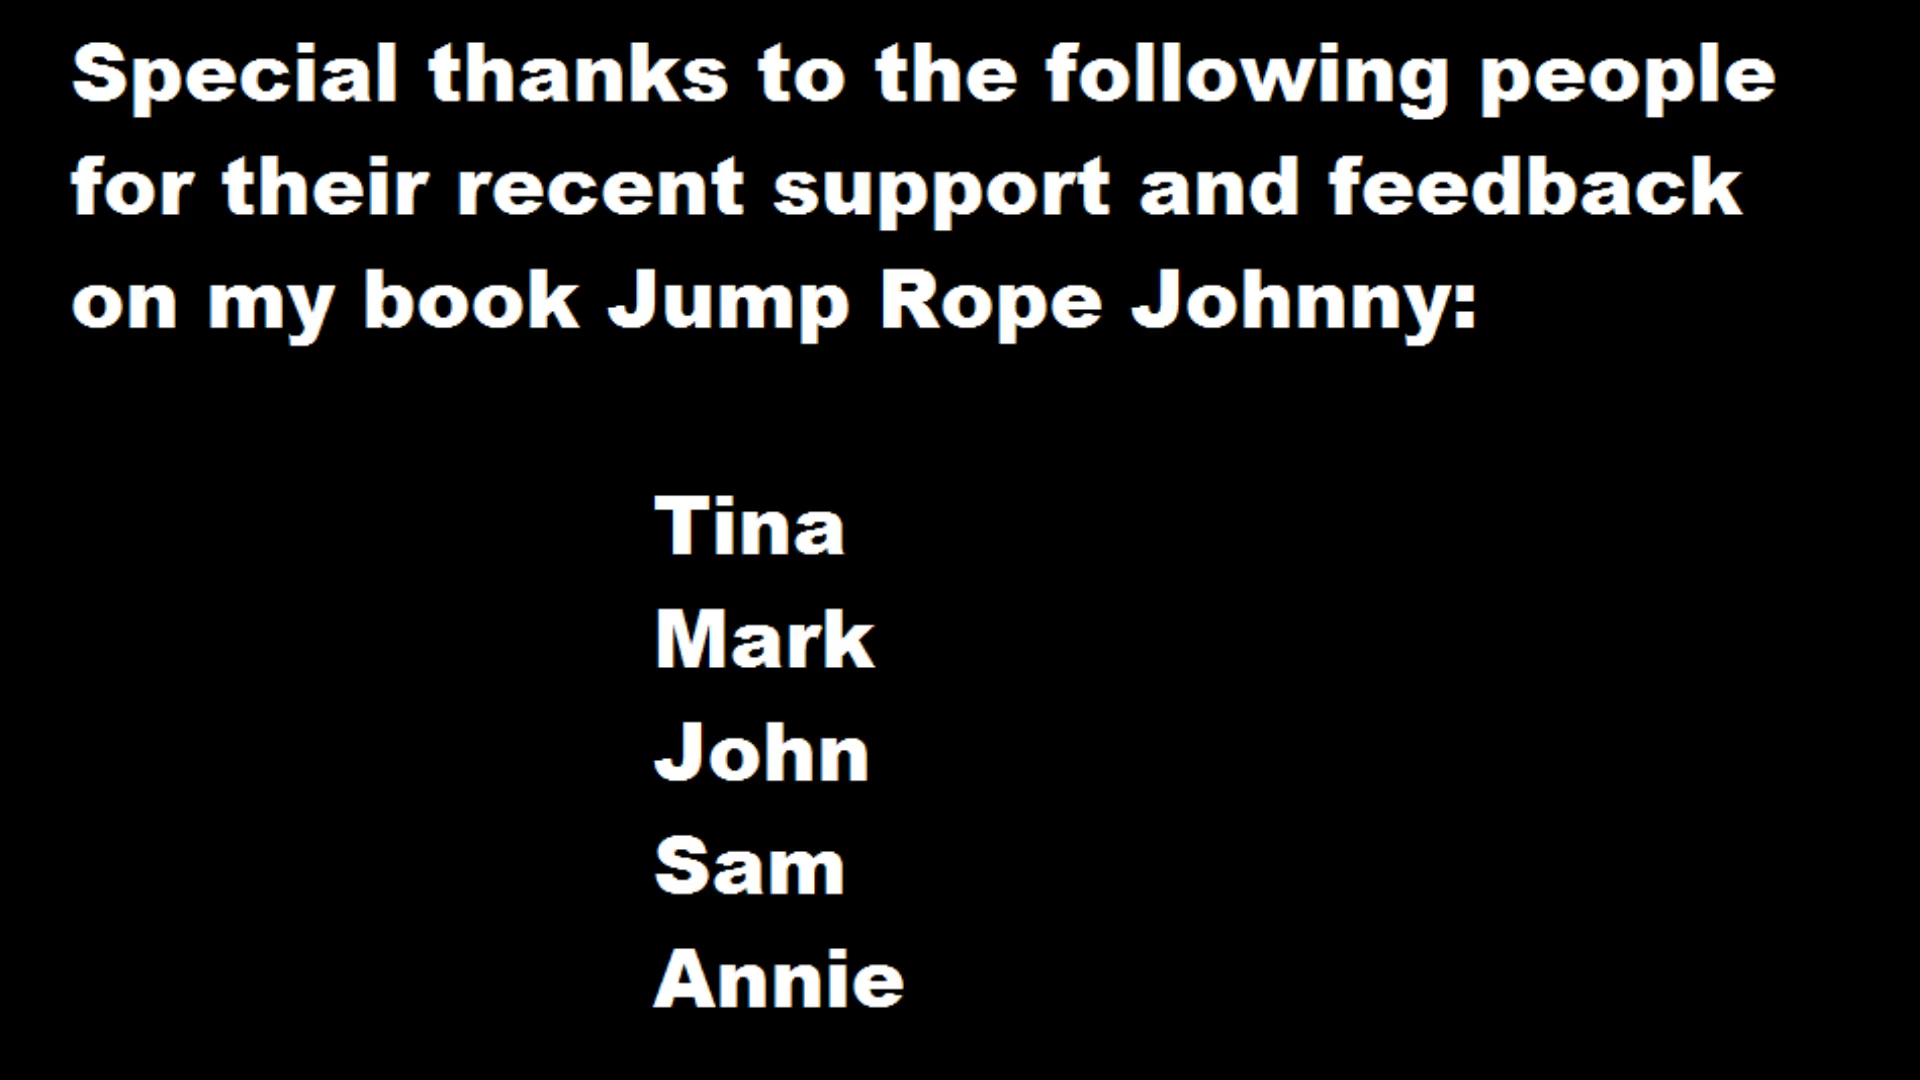 Special thanks to the following people
for their recent support and feedback
on my book Jump Rope Johnny:
Tina
Mark
John
Sam
Annie